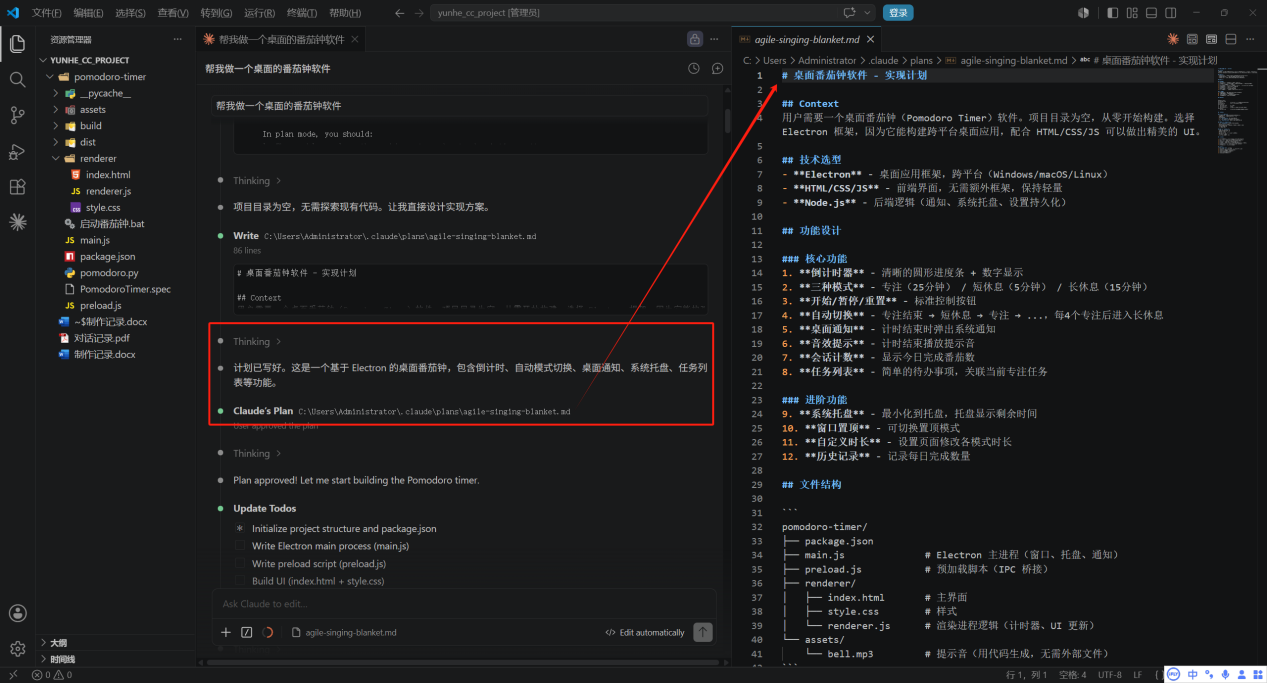 文件(F) 编辑(E) 选择(S) 查看(V) 转到(G) 运行(R) 终端(T) 帮助(H)
yunhe_cc_project [管理员]
登录
资源管理器
YUNHE_CC_PROJECT
pomodoro-timer
__pycache__
assets
build
dist
renderer
index.html
JS renderer.js
style.css
启动番茄钟.bat
JS main.js
package.json
pomodoro.py
PomodoroTimer.spec
JS preload.js
~$制作记录.docx
对话记录.pdf
制作记录.docx
大纲
时间线
帮我做一个桌面的番茄钟软件
帮我做一个桌面的番茄钟软件
帮我做一个桌面的番茄钟软件
In plan mode, you should:
Thinking
项目目录为空，无需探索现有代码。让我直接设计实现方案。
Write C:\Users\Administrator\.claude\plans\agile-singing-blanket.md
86 lines
# 桌面番茄钟软件 - 实现计划
## Context
Thinking
计划已写好。这是一个基于 Electron 的桌面番茄钟，包含倒计时、自动模式切换、桌面通知、系统托盘、任务列
表等功能。
Claude's Plan C:\Users\Administrator\.claude\plans\agile-singing-blanket.md
User approved the plan
Thinking
Plan approved! Let me start building the Pomodoro timer.
Update Todos
Initialize project structure and package.json
Write Electron main process (main.js)
Write preload script (preload.js)
Build UI (index.html + style.css)
Ask Claude to edit...
agile-singing-blanket.md
Edit automatically
agile-singing-blanket.md
C: > Users > Administrator > .claude > plans > agile-singing-blanket.md > # 桌面番茄钟软件 - 实现计划
1 # 桌面番茄钟软件 - 实现计划
2
3 ## Context
4 用户需要一个桌面番茄钟（Pomodoro Timer）软件。项目目录为空，从零开始构建，选择
Electron 框架，因为它能构建跨平台桌面应用，配合 HTML/CSS/JS 可以做出精美的 UI。
5
6 ## 技术选型
7 - **Electron** - 桌面应用框架，跨平台（Windows/macOS/Linux）
8 - **HTML/CSS/JS** - 前端界面，无需额外框架，保持轻量
9 - **Node.js** - 后端逻辑（通知、系统托盘、设置持久化）
10
11 ## 功能设计
12
13 ### 核心功能
14 1. **倒计时器** - 清晰的圆形进度条 + 数字显示
15 2. **三种模式** - 专注（25分钟） / 短休息（5分钟） / 长休息（15分钟）
16 3. **开始/暂停/重置** - 标准控制按钮
17 4. **自动切换** - 专注结束 → 短休息 → 专注 → ...，每4个专注后进入长休息
18 5. **桌面通知** - 计时结束时弹出系统通知
19 6. **音效提示** - 计时结束播放提示音
20 7. **会话计数** - 显示今日完成番茄数
21 8. **任务列表** - 简单的待办事项，关联当前专注任务
22
23 ### 进阶功能
24 9. **系统托盘** - 最小化到托盘，托盘显示剩余时间
25 10. **窗口置顶** - 可切换置顶模式
26 11. **自定义时长** - 设置页面修改各模式时长
27 12. **历史记录** - 记录每日完成数量
28
29 ## 文件结构
30
31 ```
32 pomodoro-timer/
33 ├── package.json
34 ├── main.js # Electron 主进程（窗口、托盘、通知）
35 ├── preload.js # 预加载脚本（IPC 桥接）
36 ├── renderer/
37 │ ├── index.html # 主界面
38 │ ├── style.css # 样式
39 │ └── renderer.js # 渲染进程逻辑（计时器、UI 更新）
40 └── assets/
41 └── bell.mp3 # 提示音（用代码生成，无需外部文件）
0 0
行 1，列 1 空格: 4 UTF-8 LF {
中